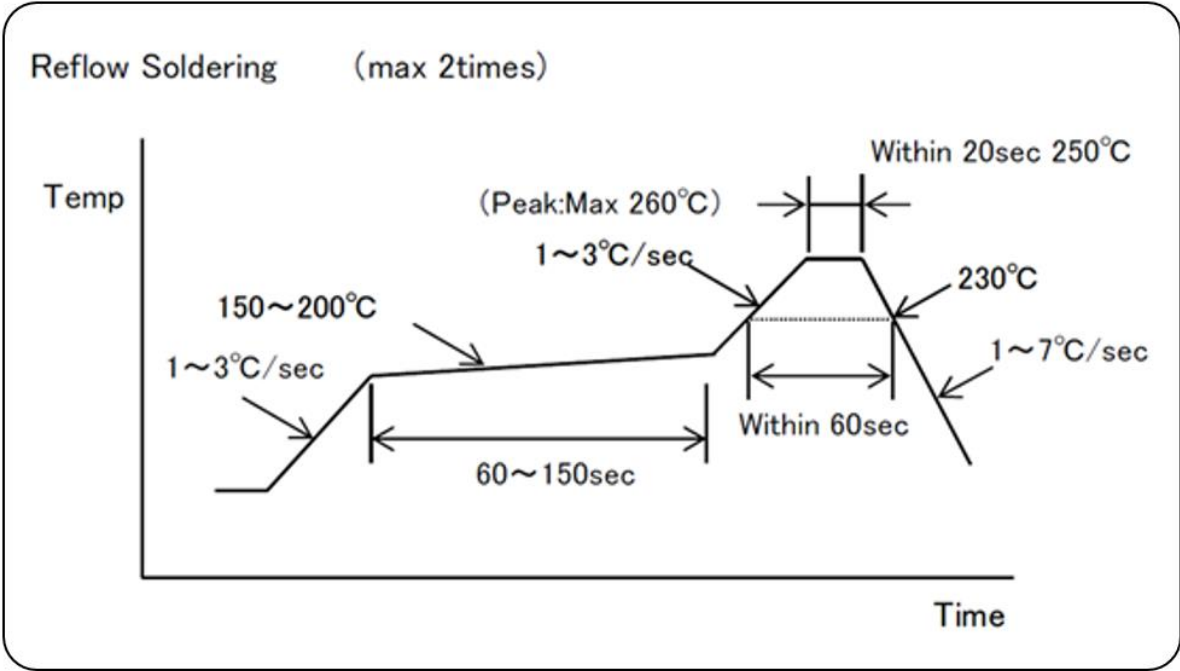 Reflow Soldering （max 2times）
Within 20sec 250℃
Temp
（Peak:Max 260℃）
1～3℃/sec
230℃
150～200℃
1～3℃/sec
1～7℃/sec
Within 60sec
60～150sec
Time